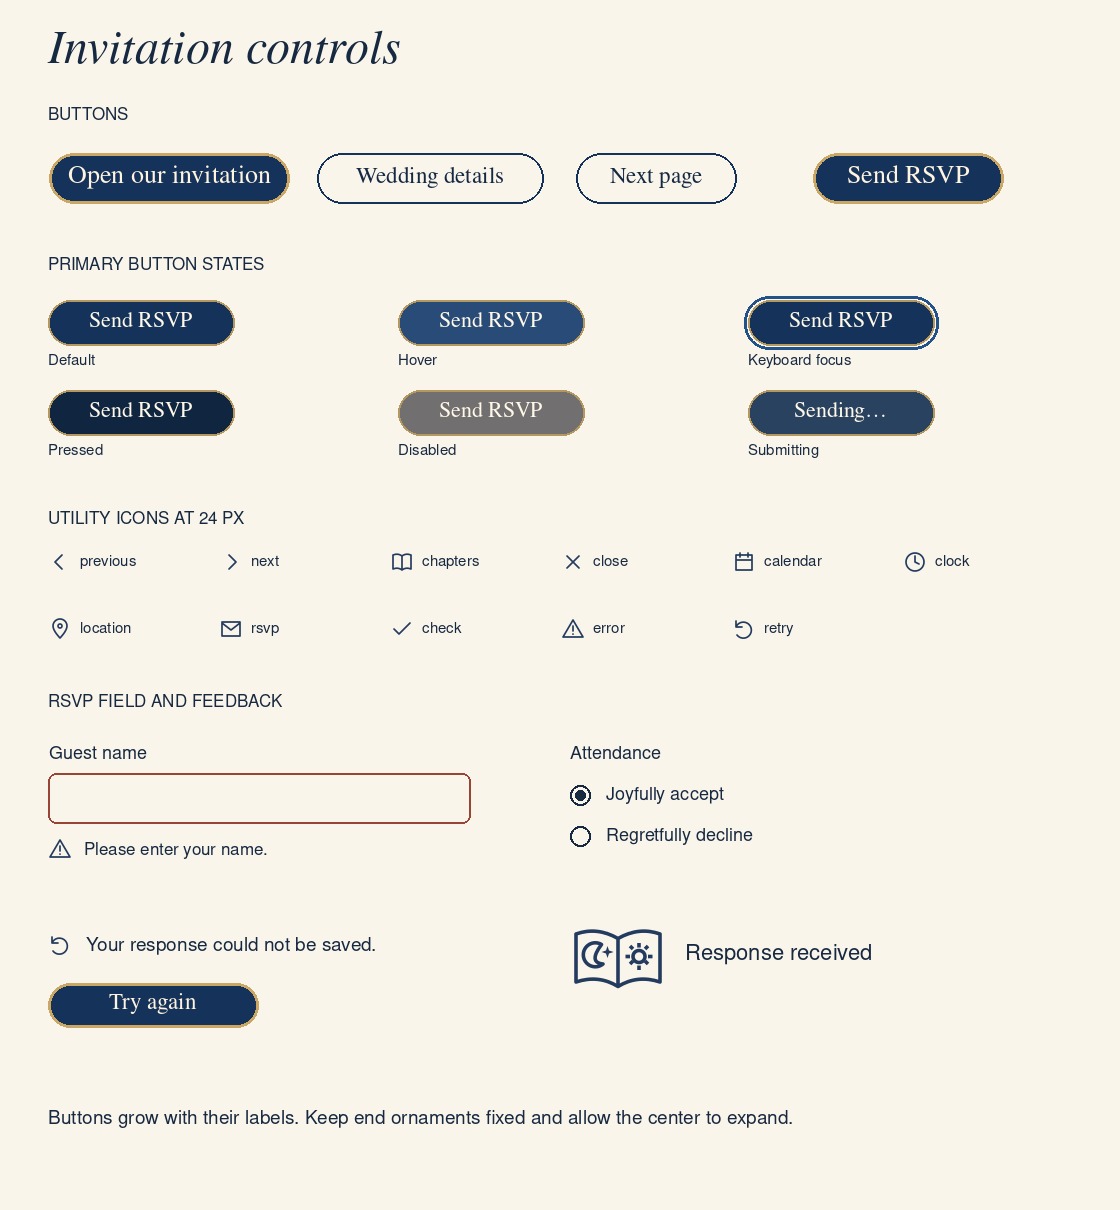 Invitation controls
BUTTONS
Open our invitation
Wedding details
Next page
Send RSVP
PRIMARY BUTTON STATES
Send RSVP
Send RSVP
Send RSVP
Default
Hover
Keyboard focus
Send RSVP
Send RSVP
Sending…
Pressed
Disabled
Submitting
UTILITY ICONS AT 24 PX
previous
next
chapters
close
calendar
clock
location
rsvp
check
error
retry
RSVP FIELD AND FEEDBACK
Guest name
Attendance
Joyfully accept
Regretfully decline
Please enter your name.
Your response could not be saved.
Response received
Try again
Buttons grow with their labels. Keep end ornaments fixed and allow the center to expand.